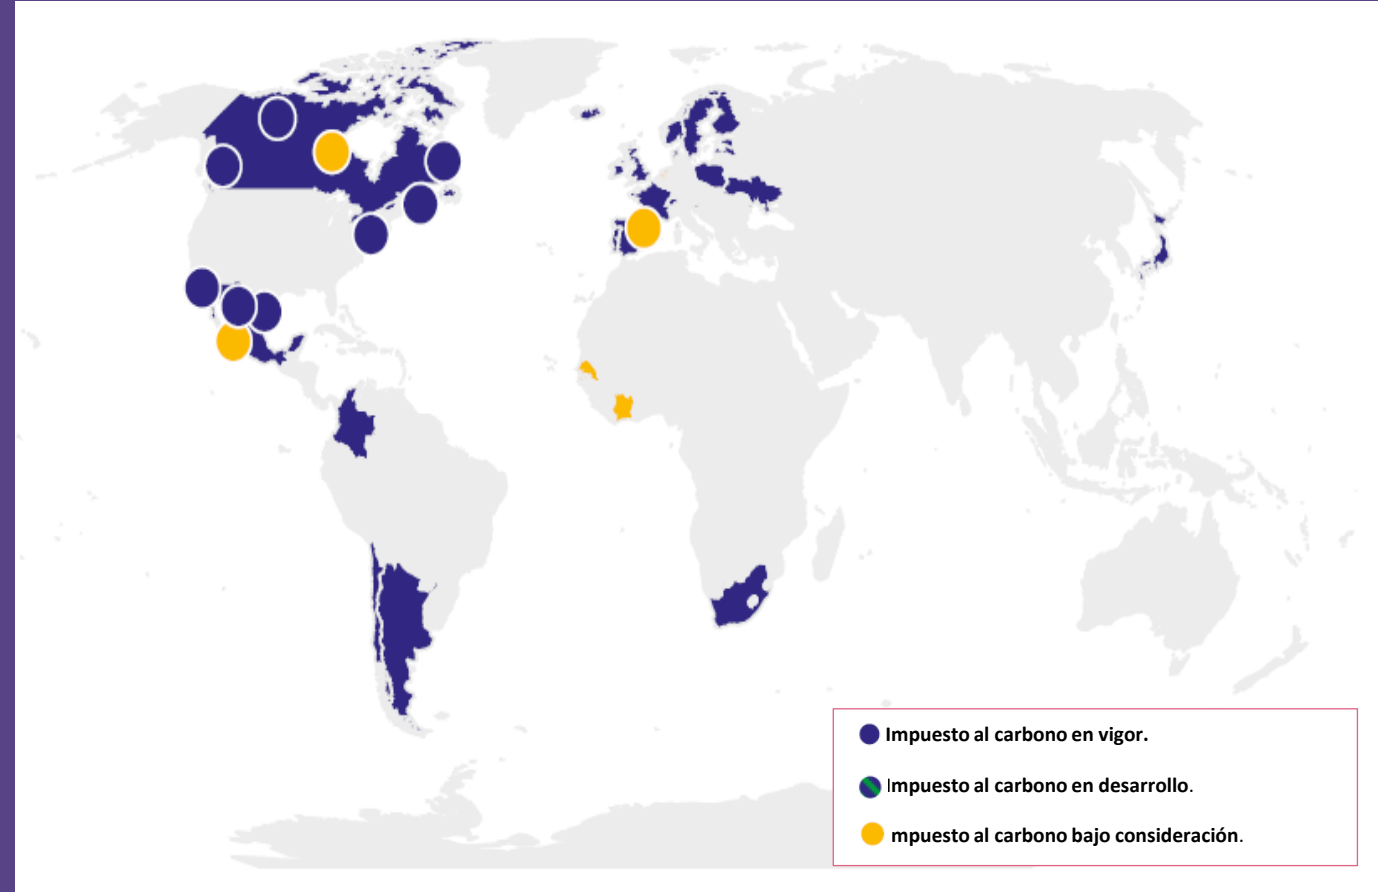 Impuesto al carbono en vigor.
Impuesto al carbono en desarrollo.
mpuesto al carbono bajo consideración.